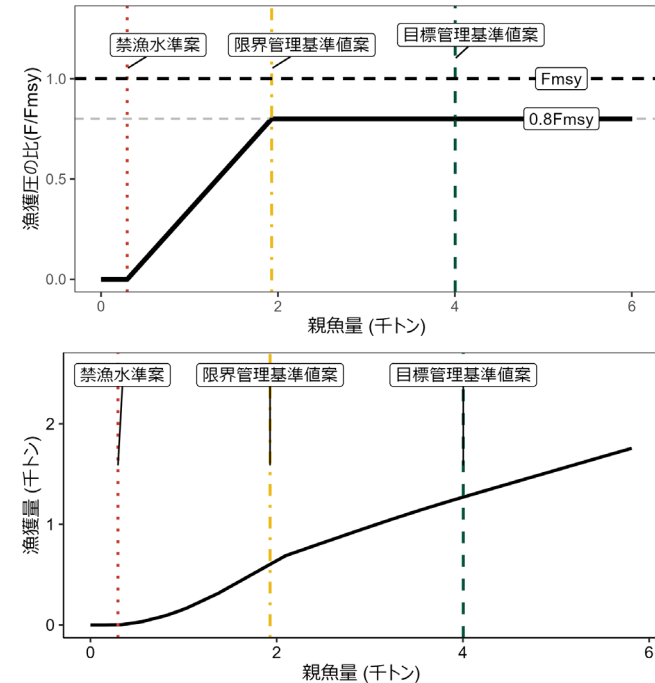 禁漁水準案
限界管理基準値案
目標管理基準値案
1.0
Fmsy
0.8Fmsy
0.5
0.0
漁獲圧の比(F/Fmsy)
0
2
4
6
親魚量 (千トン)
禁漁水準案
限界管理基準値案
目標管理基準値案
2
1
0
漁獲量 (千トン)
0
2
4
6
親魚量 (千トン)